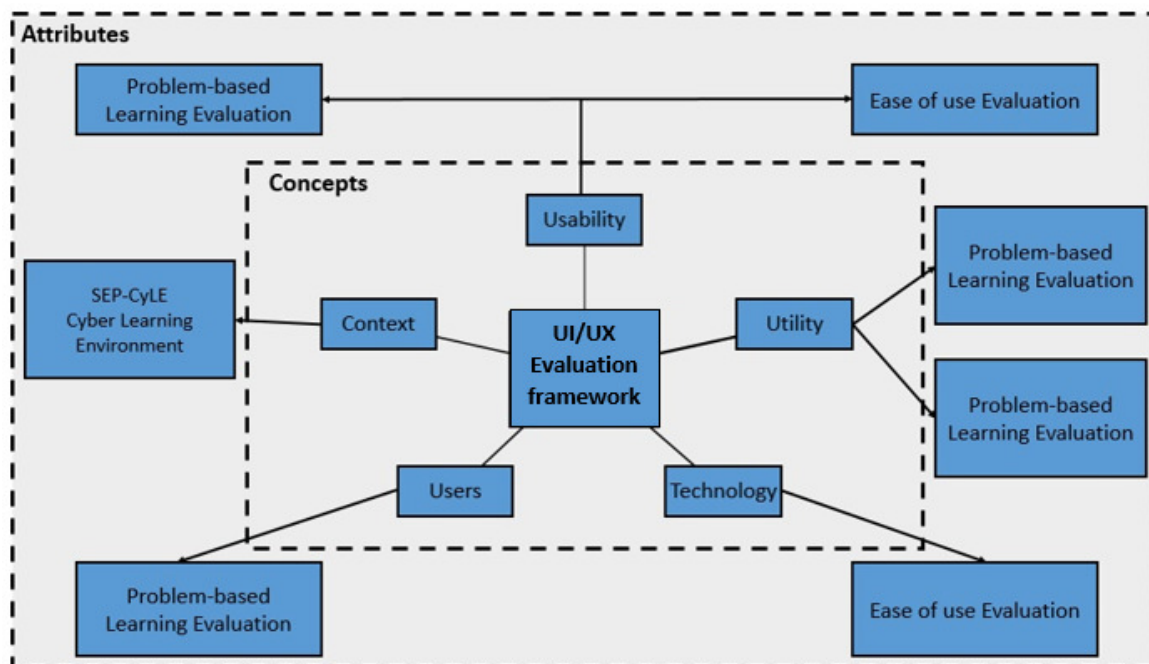 Attributes
Problem-based
Learning Evaluation
Ease of use Evaluation
Concepts
Usability
Problem-based
Learning Evaluation
SEP-CyLE
Cyber Learning
Environment
Context
UI/UX
Evaluation
framework
Utility
Problem-based
Learning Evaluation
Users
Technology
Problem-based
Learning Evaluation
Ease of use Evaluation